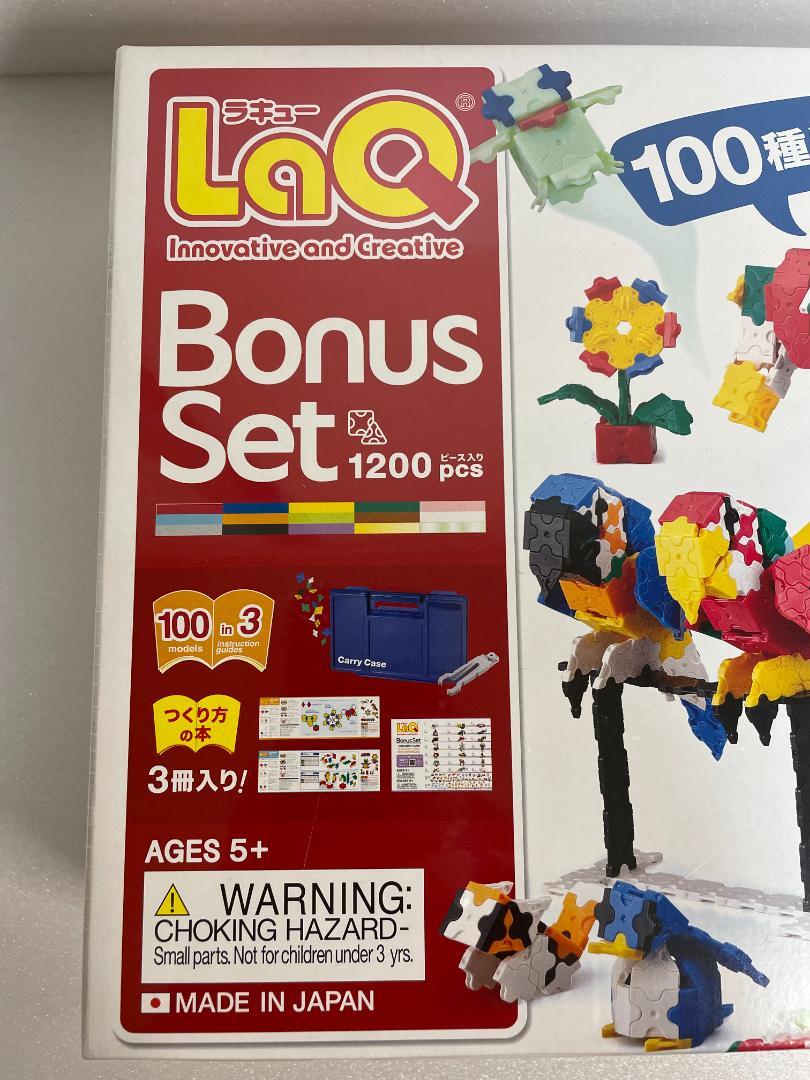 ラキュー
LaQ®
Innovative and Creative
100種
Bonus
Set
1200 ピース入り pcs
100 models in 3 instruction guides
Carry Case
つくり方
の本
3冊入り!
LaQ
BonusSet
AGES 5+
WARNING:
CHOKING HAZARD-
Small parts. Not for children under 3 yrs.
MADE IN JAPAN